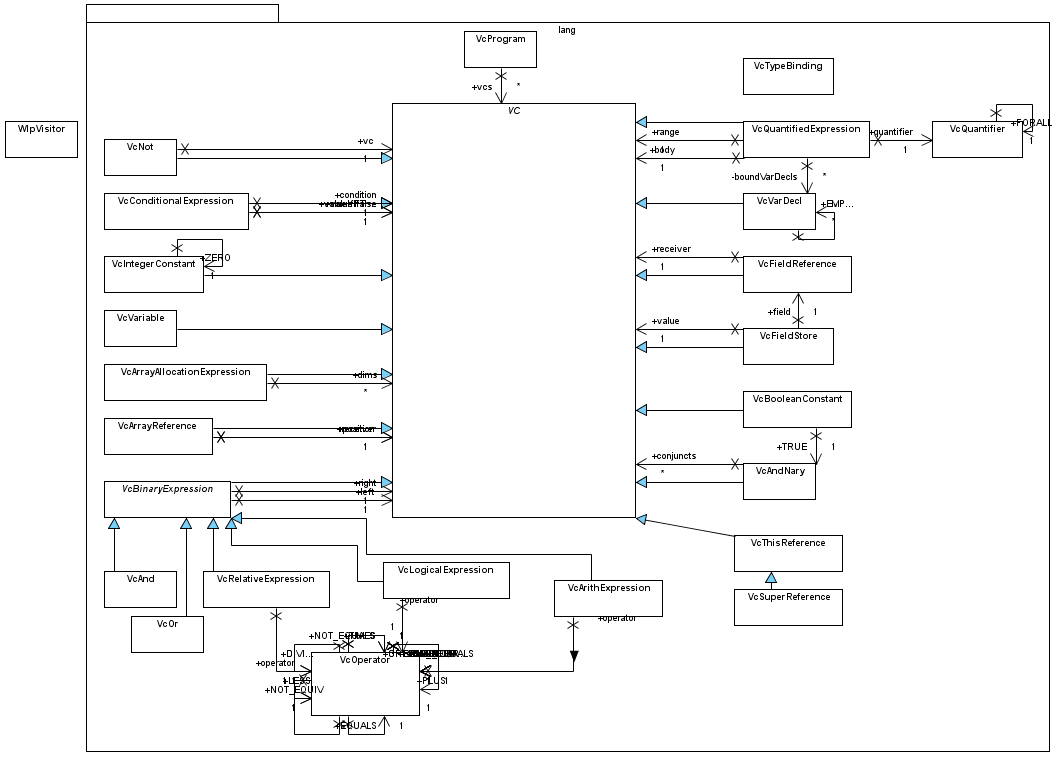 lang
VcProgram
+vcs
*
VC
VcTypeBinding
WlpVisitor
VcNot
+vc
1
+range
+body
1
VcQuantifiedExpression
+quantifier
1
VcQuantifier
+FORALL
1
VcConditionalExpression
+condition
1
1
-boundVarDecls
*
VcVarDecl
+EMP...
*
+ZERO
VcIntegerConstant
1
+receiver
1
VcFieldReference
VcVariable
+field
1
+value
1
VcFieldStore
VcArrayAllocationExpression
+dims
*
VcBooleanConstant
VcArrayReference
1
+TRUE
1
+conjuncts
*
VcAndNary
VcBinaryExpression
+right
+left
1
1
VcThisReference
VcAnd
VcRelativeExpression
VcLogicalExpression
VcArithExpression
VcSuperReference
+operator
VcOr
+operator
1
1
+operator
+DIVI...
VcOperator
+LESS
+NOT_EQUIV
+PLUS
1
1
1
+EQUALS
1